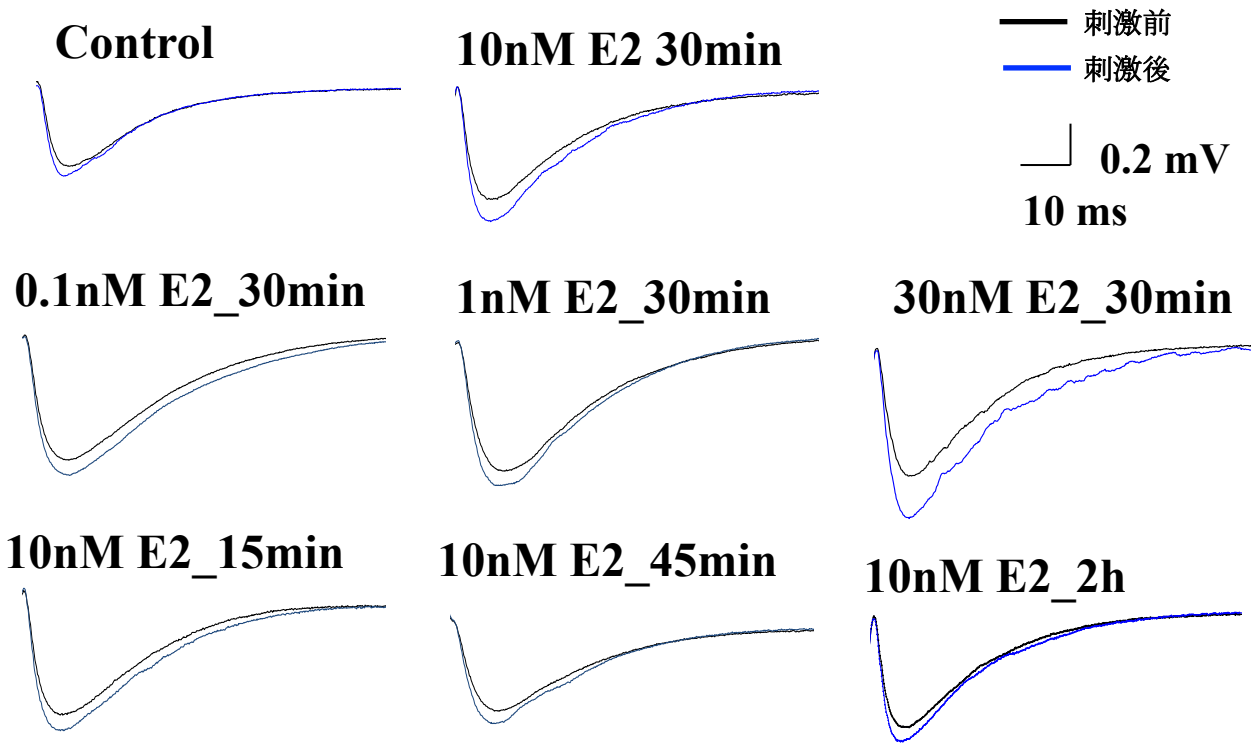 Control
10nM E2 30min
刺激前
刺激後
0.2 mV
10 ms
0.1nM E2_30min
1nM E2_30min
30nM E2_30min
10nM E2_15min
10nM E2_45min
10nM E2_2h